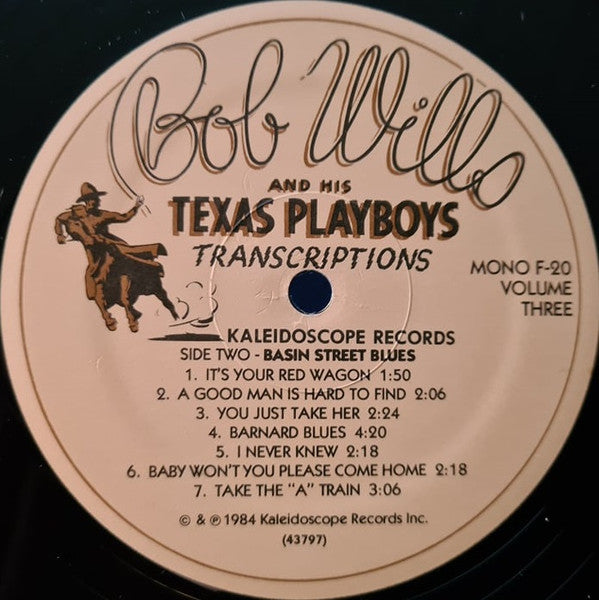 Bob Wills
AND HIS
TEXAS PLAYBOYS
TRANSCRIPTIONS
MONO F-20
VOLUME
THREE
KALEIDOSCOPE RECORDS
SIDE TWO - BASIN STREET BLUES
1. IT'S YOUR RED WAGON 1:50
2. A GOOD MAN IS HARD TO FIND 2:06
3. YOU JUST TAKE HER 2:24
4. BARNARD BLUES 4:20
5. I NEVER KNEW 2:18
6. BABY WON'T YOU PLEASE COME HOME 2:18
7. TAKE THE "A" TRAIN 3:06
© & ℗ 1984 Kaleidoscope Records Inc.
(43797)